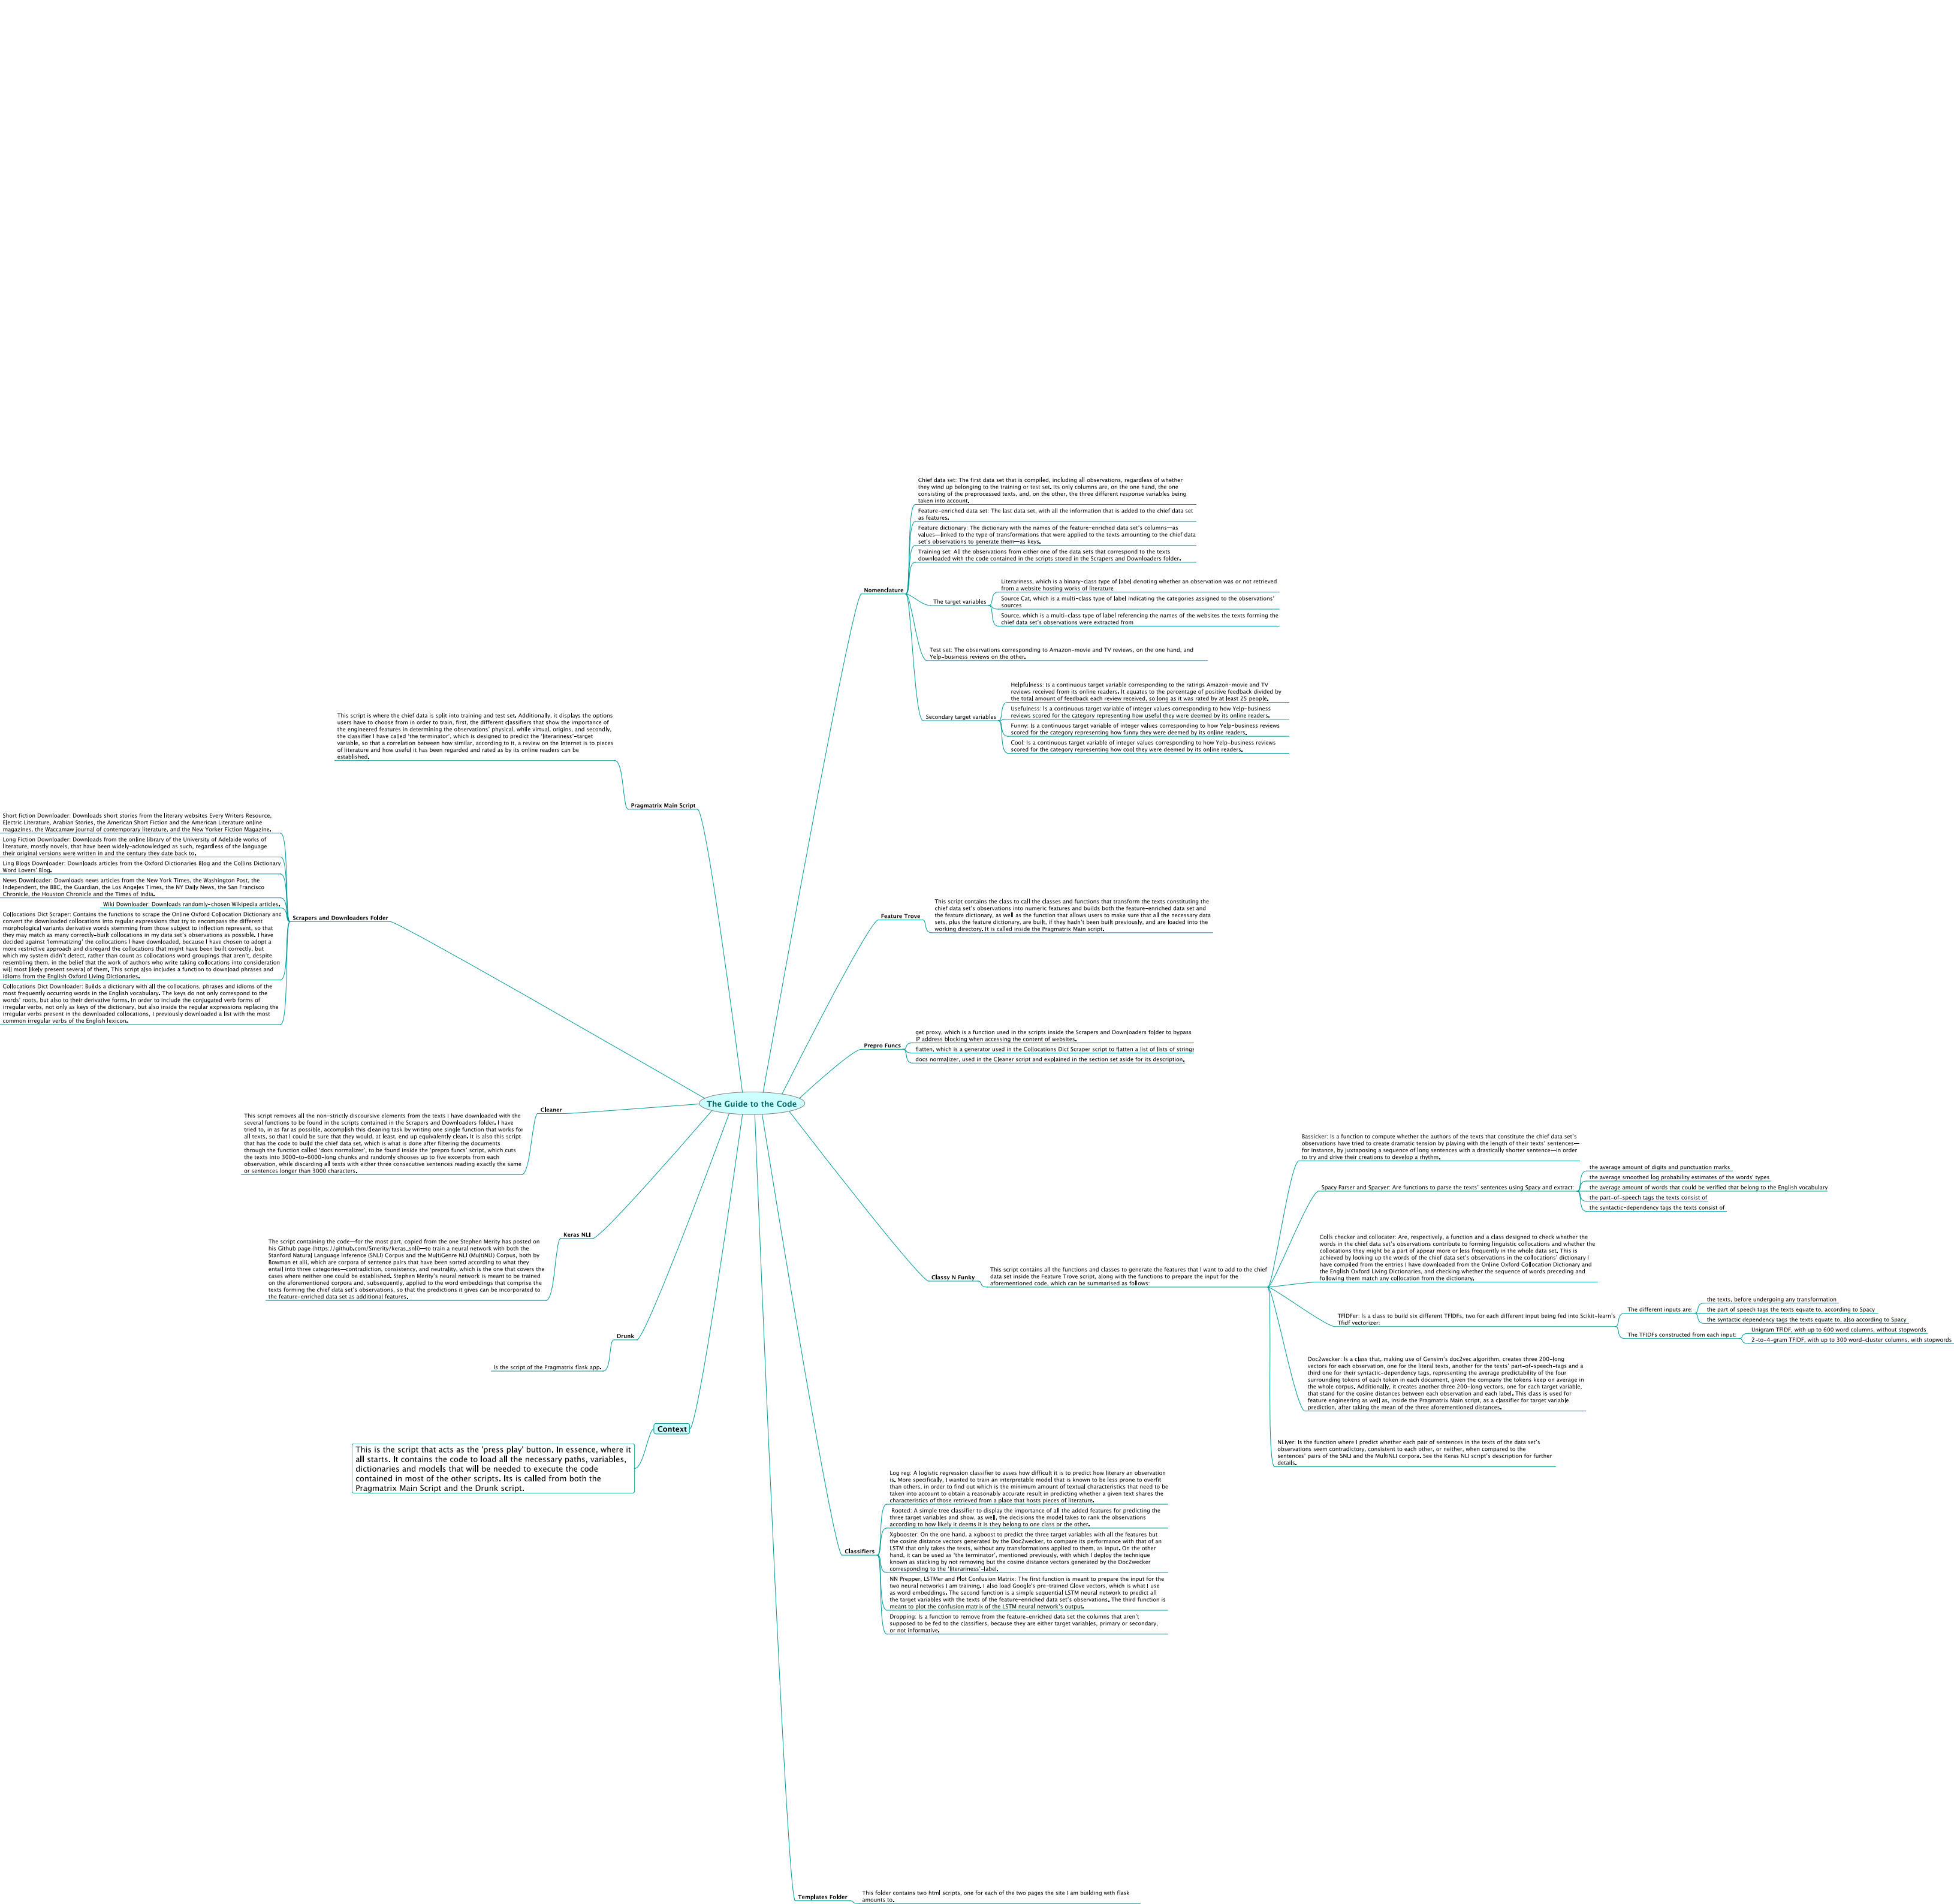 The Guide to the Code
Nomenclature
Chief data set: The first data set that is compiled, including all observations, regardless of whether
they wind up belonging to the training or test set. Its only columns are, on the one hand, the one
consisting of the preprocessed texts, and, on the other, the three different response variables being
taken into account.
Feature-enriched data set: The last data set, with all the information that is added to the chief data set
as features.
Feature dictionary: The dictionary with the names of the feature-enriched data set's columns—as
values—linked to the type of transformations that were applied to the texts amounting to the chief data
set's observations to generate them—as keys.
Training set: All the observations from either one of the data sets that correspond to the texts
downloaded with the code contained in the scripts stored in the Scrapers and Downloaders folder.
The target variables
Literariness, which is a binary-class type of label denoting whether an observation was or not retrieved
from a website hosting works of literature
Source Cat, which is a multi-class type of label indicating the categories assigned to the observations'
sources
Source, which is a multi-class type of label referencing the names of the websites the texts forming the
chief data set's observations were extracted from
Test set: The observations corresponding to Amazon-movie and TV reviews, on the one hand, and
Yelp-business reviews on the other.
Secondary target variables
Helpfulness: Is a continuous target variable corresponding to the ratings Amazon-movie and TV
reviews received from its online readers. It equates to the percentage of positive feedback divided by
the total amount of feedback each review received, so long as it was rated by at least 25 people.
Usefulness: Is a continuous target variable of integer values corresponding to how Yelp-business
reviews scored for the category representing how useful they were deemed by its online readers.
Funny: Is a continuous target variable of integer values corresponding to how Yelp-business reviews
scored for the category representing how funny they were deemed by its online readers.
Cool: Is a continuous target variable of integer values corresponding to how Yelp-business reviews
scored for the category representing how cool they were deemed by its online readers.
Feature Trove
This script contains the class to call the classes and functions that transform the texts constituting the
chief data set's observations into numeric features and builds both the feature-enriched data set and
the feature dictionary, as well as the function that allows users to make sure that all the necessary data
sets, plus the feature dictionary, are built, if they hadn't been built previously, and are loaded into the
working directory. It is called inside the Pragmatrix Main script.
Prepro Funcs
get proxy, which is a function used in the scripts inside the Scrapers and Downloaders folder to bypass
IP address blocking when accessing the content of websites.
flatten, which is a generator used in the Collocations Dict Scraper script to flatten a list of lists of strings
docs normalizer, used in the Cleaner script and explained in the section set aside for its description.
Classy N Funky
This script contains all the functions and classes to generate the features that I want to add to the chief
data set inside the Feature Trove script, along with the functions to prepare the input for the
aforementioned code, which can be summarised as follows:
Bassicker: Is a function to compute whether the authors of the texts that constitute the chief data set's
observations have tried to create dramatic tension by playing with the length of their texts' sentences—
for instance, by juxtaposing a sequence of long sentences with a drastically shorter sentence—in order
to try and drive their creations to develop a rhythm.
Spacy Parser and Spacyer: Are functions to parse the texts' sentences using Spacy and extract:
the average amount of digits and punctuation marks
the average smoothed log probability estimates of the words' types
the average amount of words that could be verified that belong to the English vocabulary
the part-of-speech tags the texts consist of
the syntactic-dependency tags the texts consist of
Colls checker and collocater: Are, respectively, a function and a class designed to check whether the
words in the chief data set's observations contribute to forming linguistic collocations and whether the
collocations they might be a part of appear more or less frequently in the whole data set. This is
achieved by looking up the words of the chief data set's observations in the collocations' dictionary I
have compiled from the entries I have downloaded from the Online Oxford Collocation Dictionary and
the English Oxford Living Dictionaries, and checking whether the sequence of words preceding and
following them match any collocation from the dictionary.
TFIDFer: Is a class to build six different TFIDFs, two for each different input being fed into Scikit-learn's
Tfidf vectorizer:
The different inputs are:
the texts, before undergoing any transformation
the part of speech tags the texts equate to, according to Spacy
the syntactic dependency tags the texts equate to, also according to Spacy
The TFIDFs constructed from each input:
Unigram TFIDF, with up to 600 word columns, without stopwords
2-to-4-gram TFIDF, with up to 300 word-cluster columns, with stopwords
Doc2wecker: Is a class that, making use of Gensim's doc2vec algorithm, creates three 200-long
vectors for each observation, one for the literal texts, another for the texts' part-of-speech-tags and a
third one for their syntactic-dependency tags, representing the average predictability of the four
surrounding tokens of each token in each document, given the company the tokens keep on average in
the whole corpus. Additionally, it creates another three 200-long vectors, one for each target variable,
that stand for the cosine distances between each observation and each label. This class is used for
feature engineering as well as, inside the Pragmatrix Main script, as a classifier for target variable
prediction, after taking the mean of the three aforementioned distances.
NLIyer: Is the function where I predict whether each pair of sentences in the texts of the data set's
observations seem contradictory, consistent to each other, or neither, when compared to the
sentences' pairs of the SNLI and the MultiNLI corpora. See the Keras NLI script's description for further
details.
Classifiers
Log reg: A logistic regression classifier to asses how difficult it is to predict how literary an observation
is. More specifically, I wanted to train an interpretable model that is known to be less prone to overfit
than others, in order to find out which is the minimum amount of textual characteristics that need to be
taken into account to obtain a reasonably accurate result in predicting whether a given text shares the
characteristics of those retrieved from a place that hosts pieces of literature.
Rooted: A simple tree classifier to display the importance of all the added features for predicting the
three target variables and show, as well, the decisions the model takes to rank the observations
according to how likely it deems it is they belong to one class or the other.
Xgbooster: On the one hand, a xgboost to predict the three target variables with all the features but
the cosine distance vectors generated by the Doc2wecker, to compare its performance with that of an
LSTM that only takes the texts, without any transformations applied to them, as input. On the other
hand, it can be used as 'the terminator', mentioned previously, with which I deploy the technique
known as stacking by not removing but the cosine distance vectors generated by the Doc2wecker
corresponding to the 'literariness'-label.
NN Prepper, LSTMer and Plot Confusion Matrix: The first function is meant to prepare the input for the
two neural networks I am training. I also load Google's pre-trained Glove vectors, which is what I use
as word embeddings. The second function is a simple sequential LSTM neural network to predict all
the target variables with the texts of the feature-enriched data set's observations. The third function is
meant to plot the confusion matrix of the LSTM neural network's output.
Dropping: Is a function to remove from the feature-enriched data set the columns that aren't
supposed to be fed to the classifiers, because they are either target variables, primary or secondary,
or not informative.
Templates Folder
This folder contains two html scripts, one for each of the two pages the site I am building with flask
amounts to.
Pragmatrix Main Script
This script is where the chief data is split into training and test set. Additionally, it displays the options
users have to choose from in order to train, first, the different classifiers that show the importance of
the engineered features in determining the observations' physical, while virtual, origins, and secondly,
the classifier I have called 'the terminator', which is designed to predict the 'literariness'-target
variable, so that a correlation between how similar, according to it, a review on the Internet is to pieces
of literature and how useful it has been regarded and rated as by its online readers can be
established.
Scrapers and Downloaders Folder
Short fiction Downloader: Downloads short stories from the literary websites Every Writers Resource,
Electric Literature, Arabian Stories, the American Short Fiction and the American Literature online
magazines, the Waccamaw journal of contemporary literature, and the New Yorker Fiction Magazine.
Long Fiction Downloader: Downloads from the online library of the University of Adelaide works of
literature, mostly novels, that have been widely-acknowledged as such, regardless of the language
their original versions were written in and the century they date back to.
Ling Blogs Downloader: Downloads articles from the Oxford Dictionaries Blog and the Collins Dictionary
Word Lovers' Blog.
News Downloader: Downloads news articles from the New York Times, the Washington Post, the
Independent, the BBC, the Guardian, the Los Angeles Times, the NY Daily News, the San Francisco
Chronicle, the Houston Chronicle and the Times of India.
Wiki Downloader: Downloads randomly-chosen Wikipedia articles.
Collocations Dict Scraper: Contains the functions to scrape the Online Oxford Collocation Dictionary and
convert the downloaded collocations into regular expressions that try to encompass the different
morphological variants derivative words stemming from those subject to inflection represent, so that
they may match as many correctly-built collocations in my data set's observations as possible. I have
decided against 'lemmatizing' the collocations I have downloaded, because I have chosen to adopt a
more restrictive approach and disregard the collocations that might have been built correctly, but
which my system didn't detect, rather than count as collocations word groupings that aren't, despite
resembling them, in the belief that the work of authors who write taking collocations into consideration
will most likely present several of them. This script also includes a function to download phrases and
idioms from the English Oxford Living Dictionaries.
Collocations Dict Downloader: Builds a dictionary with all the collocations, phrases and idioms of the
most frequently occurring words in the English vocabulary. The keys do not only correspond to the
words' roots, but also to their derivative forms. In order to include the conjugated verb forms of
irregular verbs, not only as keys of the dictionary, but also inside the regular expressions replacing the
irregular verbs present in the downloaded collocations, I previously downloaded a list with the most
common irregular verbs of the English lexicon.
Cleaner
This script removes all the non-strictly discoursive elements from the texts I have downloaded with the
several functions to be found in the scripts contained in the Scrapers and Downloaders folder. I have
tried to, in as far as possible, accomplish this cleaning task by writing one single function that works for
all texts, so that I could be sure that they would, at least, end up equivalently clean. It is also this script
that has the code to build the chief data set, which is what is done after filtering the documents
through the function called 'docs normalizer', to be found inside the 'prepro funcs' script, which cuts
the texts into 3000-to-6000-long chunks and randomly chooses up to five excerpts from each
observation, while discarding all texts with either three consecutive sentences reading exactly the same
or sentences longer than 3000 characters.
Keras NLI
The script containing the code—for the most part, copied from the one Stephen Merity has posted on
his Github page (https://github.com/Smerity/keras_snli)—to train a neural network with both the
Stanford Natural Language Inference (SNLI) Corpus and the MultiGenre NLI (MultiNLI) Corpus, both by
Bowman et alii, which are corpora of sentence pairs that have been sorted according to what they
entail into three categories—contradiction, consistency, and neutrality, which is the one that covers the
cases where neither one could be established. Stephen Merity's neural network is meant to be trained
on the aforementioned corpora and, subsequently, applied to the word embeddings that comprise the
texts forming the chief data set's observations, so that the predictions it gives can be incorporated to
the feature-enriched data set as additional features.
Drunk
Is the script of the Pragmatrix flask app.
Context
This is the script that acts as the 'press play' button. In essence, where it
all starts. It contains the code to load all the necessary paths, variables,
dictionaries and models that will be needed to execute the code
contained in most of the other scripts. Its is called from both the
Pragmatrix Main Script and the Drunk script.